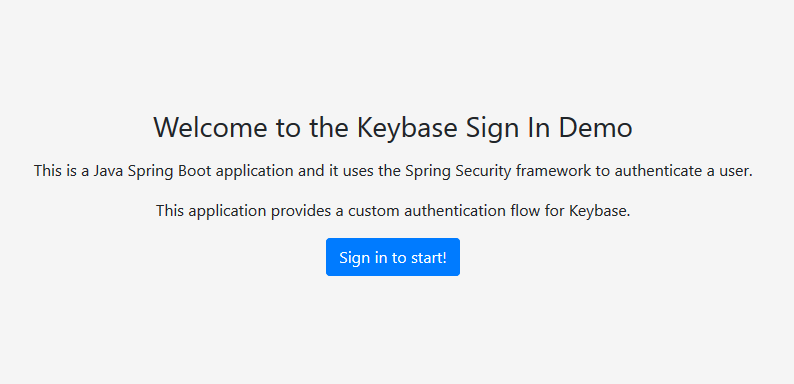 Welcome to the Keybase Sign In Demo
This is a Java Spring Boot application and it uses the Spring Security framework to authenticate a user.
This application provides a custom authentication flow for Keybase.
Sign in to start!